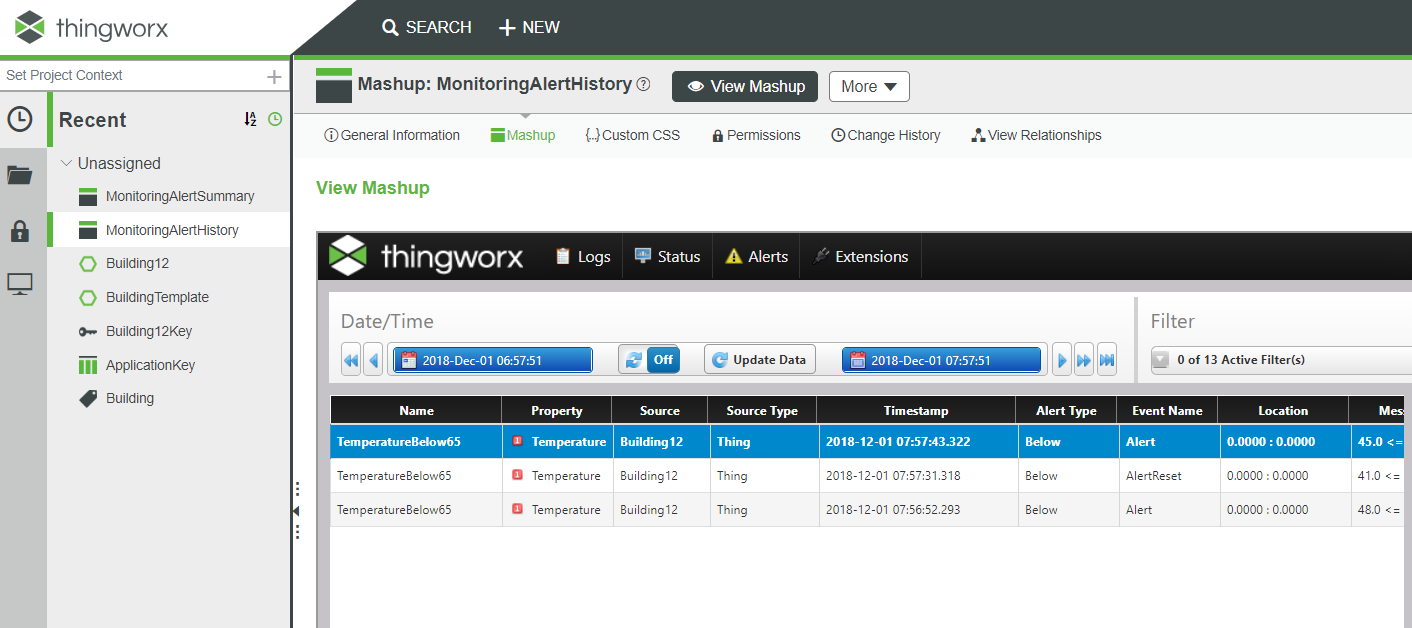 thingworx
SEARCH
NEW
Set Project Context
Mashup: MonitoringAlertHistory
View Mashup
More
Recent
General Information
Mashup
{..}Custom CSS
Permissions
Change History
View Relationships
Unassigned
MonitoringAlertSummary
MonitoringAlertHistory
Building12
BuildingTemplate
Building12Key
ApplicationKey
Building
View Mashup
thingworx
Logs
Status
Alerts
Extensions
Date/Time
Filter
2018-Dec-01 06:57:51
Off
Update Data
2018-Dec-01 07:57:51
0 of 13 Active Filter(s)
Name Property Source Source Type Timestamp Alert Type Event Name Location Mes
TemperatureBelow65 1 Temperature Building12 Thing 2018-12-01 07:57:43.322 Below Alert 0.0000 : 0.0000 45.0 <=
TemperatureBelow65 1 Temperature Building12 Thing 2018-12-01 07:57:31.318 Below AlertReset 0.0000 : 0.0000 41.0 <=
TemperatureBelow65 1 Temperature Building12 Thing 2018-12-01 07:56:52.293 Below Alert 0.0000 : 0.0000 48.0 <=